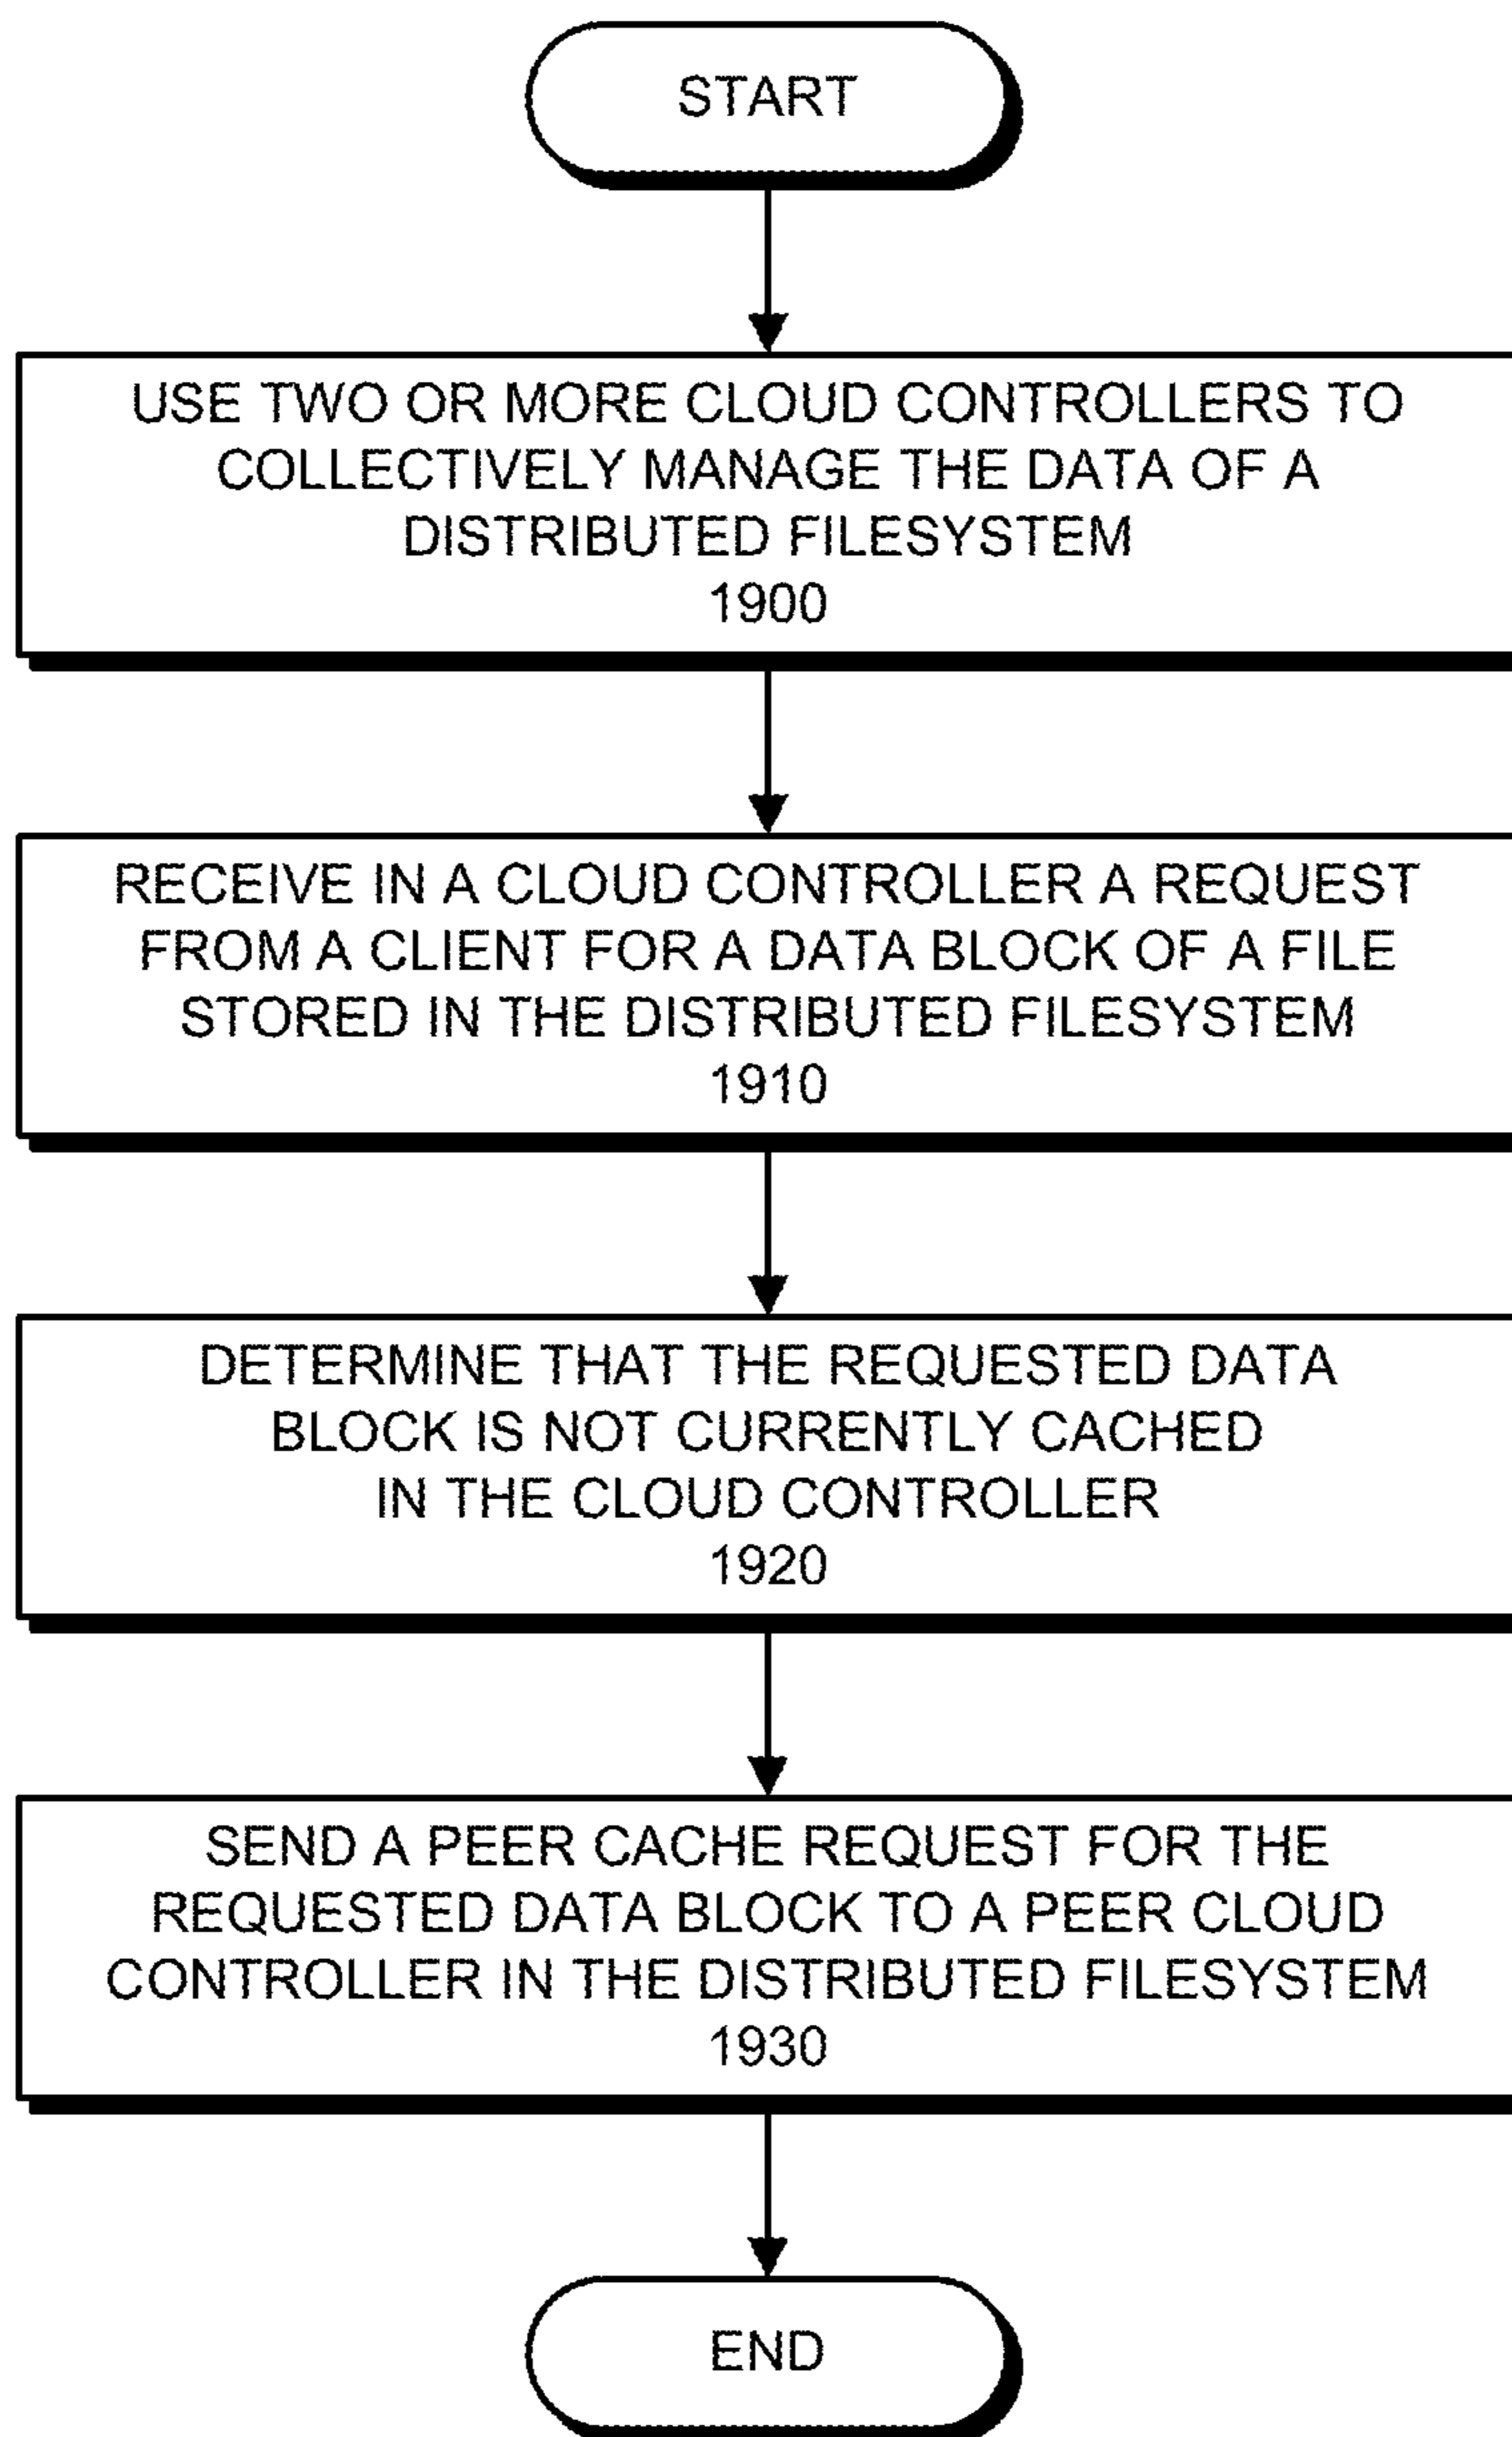 START
USE TWO OR MORE CLOUD CONTROLLERS TO
COLLECTIVELY MANAGE THE DATA OF A
DISTRIBUTED FILESYSTEM
1900
RECEIVE IN A CLOUD CONTROLLER A REQUEST
FROM A CLIENT FOR A DATA BLOCK OF A FILE
STORED IN THE DISTRIBUTED FILESYSTEM
1910
DETERMINE THAT THE REQUESTED DATA
BLOCK IS NOT CURRENTLY CACHED
IN THE CLOUD CONTROLLER
1920
SEND A PEER CACHE REQUEST FOR THE
REQUESTED DATA BLOCK TO A PEER CLOUD
CONTROLLER IN THE DISTRIBUTED FILESYSTEM
1930
END